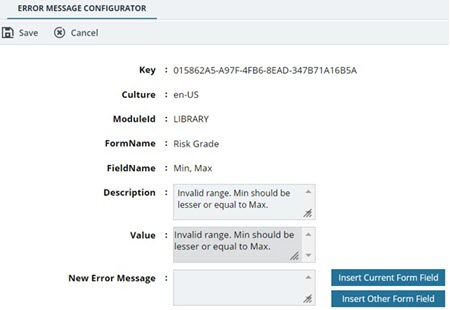 ERROR MESSAGE CONFIGURATOR
Save Cancel
Key : 015862A5-A97F-4FB6-8EAD-347B71A16B5A
Culture : en-US
ModuleId : LIBRARY
FormName : Risk Grade
FieldName : Min, Max
Description : Invalid range. Min should be
lesser or equal to Max.
Value : Invalid range. Min should be
lesser or equal to Max.
New Error Message : Insert Current Form Field
Insert Other Form Field